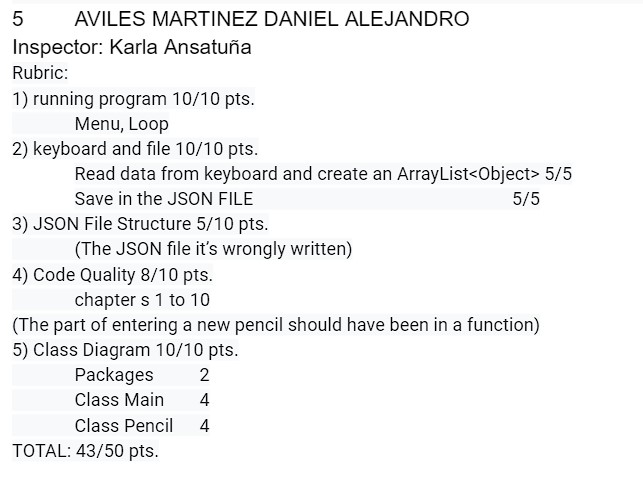 5 AVILES MARTINEZ DANIEL ALEJANDRO
Inspector: Karla Ansatuña
Rubric:
1) running program 10/10 pts.
Menu, Loop
2) keyboard and file 10/10 pts.
Read data from keyboard and create an ArrayList<Object> 5/5
Save in the JSON FILE 5/5
3) JSON File Structure 5/10 pts.
(The JSON file it's wrongly written)
4) Code Quality 8/10 pts.
chapter s 1 to 10
(The part of entering a new pencil should have been in a function)
5) Class Diagram 10/10 pts.
Packages 2
Class Main 4
Class Pencil 4
TOTAL: 43/50 pts.